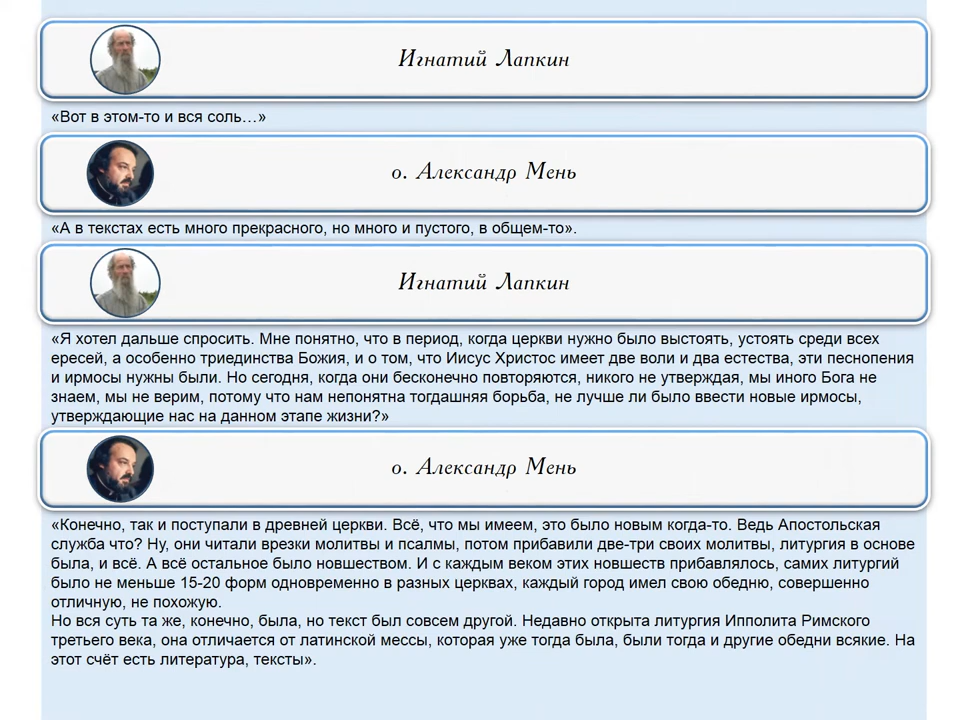 Игнатий Лапкин
«Вот в этом-то и вся соль…»
о. Александр Мень
«А в текстах есть много прекрасного, но много и пустого, в общем-то».
Игнатий Лапкин
«Я хотел дальше спросить. Мне понятно, что в период, когда церкви нужно было выстоять, устоять среди всех
ересей, а особенно триединства Божия, и о том, что Иисус Христос имеет две воли и два естества, эти песнопения
и ирмосы нужны были. Но сегодня, когда они бесконечно повторяются, никого не утверждая, мы иного Бога не
знаем, мы не верим, потому что нам непонятна тогдашняя борьба, не лучше ли было ввести новые ирмосы,
утверждающие нас на данном этапе жизни?»
о. Александр Мень
«Конечно, так и поступали в древней церкви. Всё, что мы имеем, это было новым когда-то. Ведь Апостольская
служба что? Ну, они читали врезки молитвы и псалмы, потом прибавили две-три своих молитвы, литургия в основе
была, и всё. А всё остальное было новшеством. И с каждым веком этих новшеств прибавлялось, самих литургий
было не меньше 15-20 форм одновременно в разных церквах, каждый город имел свою обедню, совершенно
отличную, не похожую.
Но вся суть та же, конечно, была, но текст был совсем другой. Недавно открыта литургия Ипполита Римского
третьего века, она отличается от латинской мессы, которая уже тогда была, были тогда и другие обедни всякие. На
этот счёт есть литература, тексты».